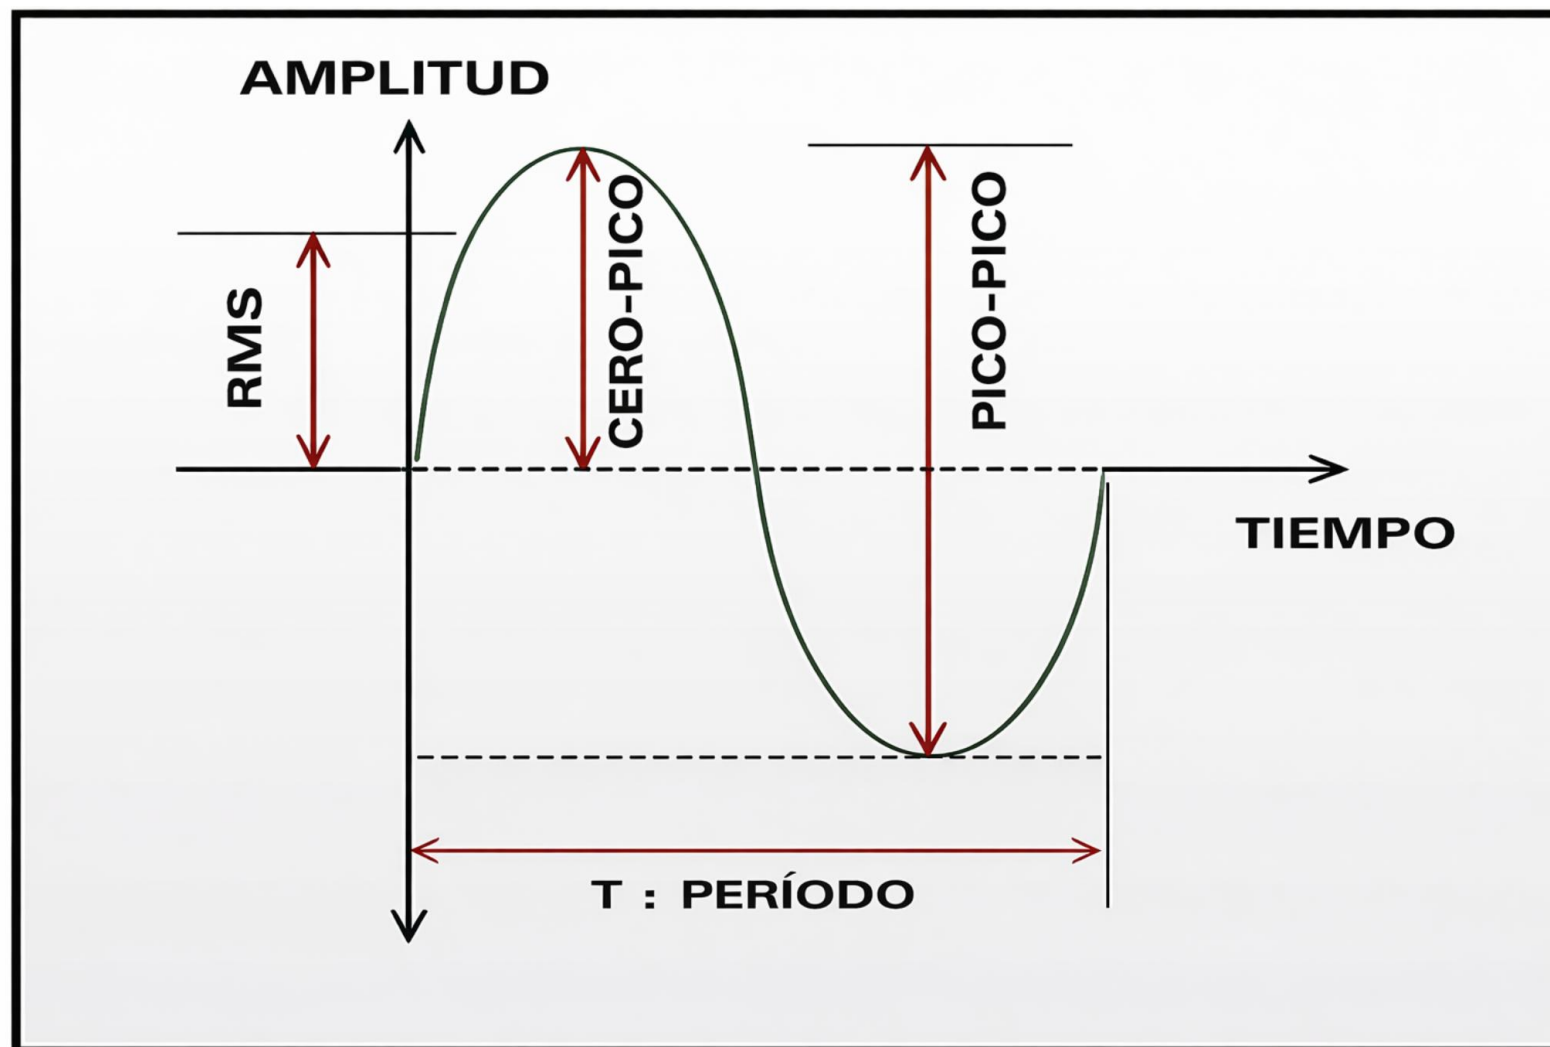 AMPLITUD
RMS
CERO-PICO
PICO-PICO
TIEMPO
T : PERÍODO